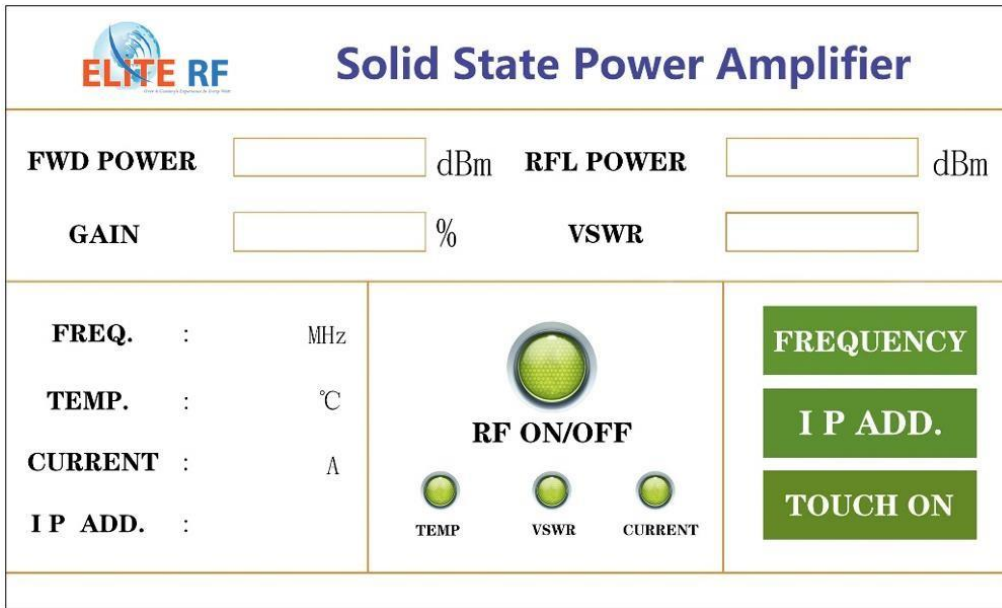 ELITE RF
Solid State Power Amplifier
FWD POWER dBm RFL POWER dBm
GAIN % VSWR
FREQ. : MHz
TEMP. : ℃
CURRENT : A
I P ADD. :
RF ON/OFF
TEMP VSWR CURRENT
FREQUENCY
I P ADD.
TOUCH ON